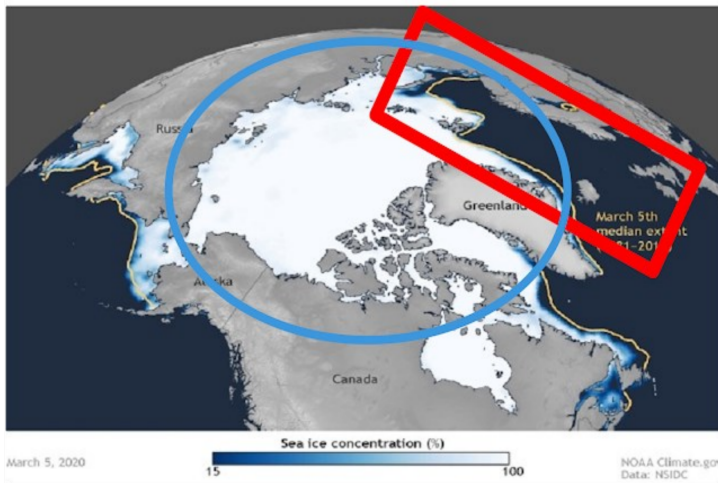 Russia
Greenland
March 5th
median extent
Alaska
Canada
Sea ice concentration (%)
March 5, 2020
15
100
NOAA Climate.gov
Data: NSIDC